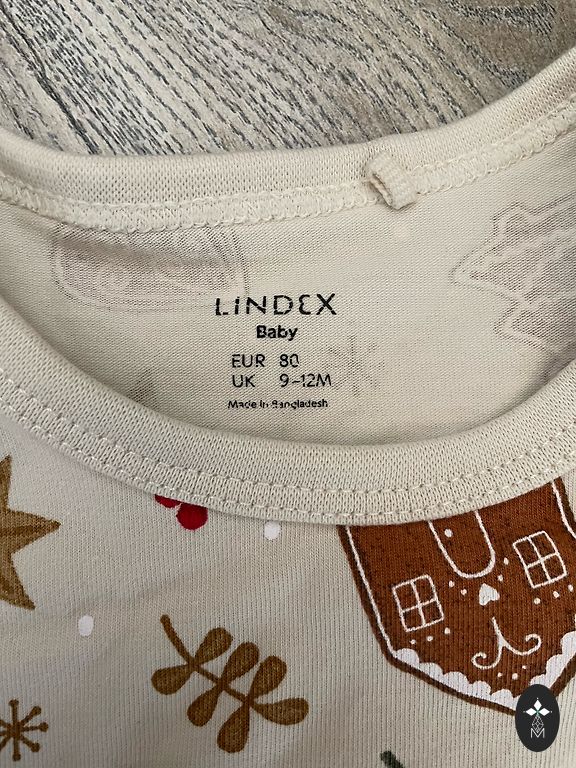 LINDEX
Baby
EUR 80
UK 9-12M
Made in Bangladesh
M